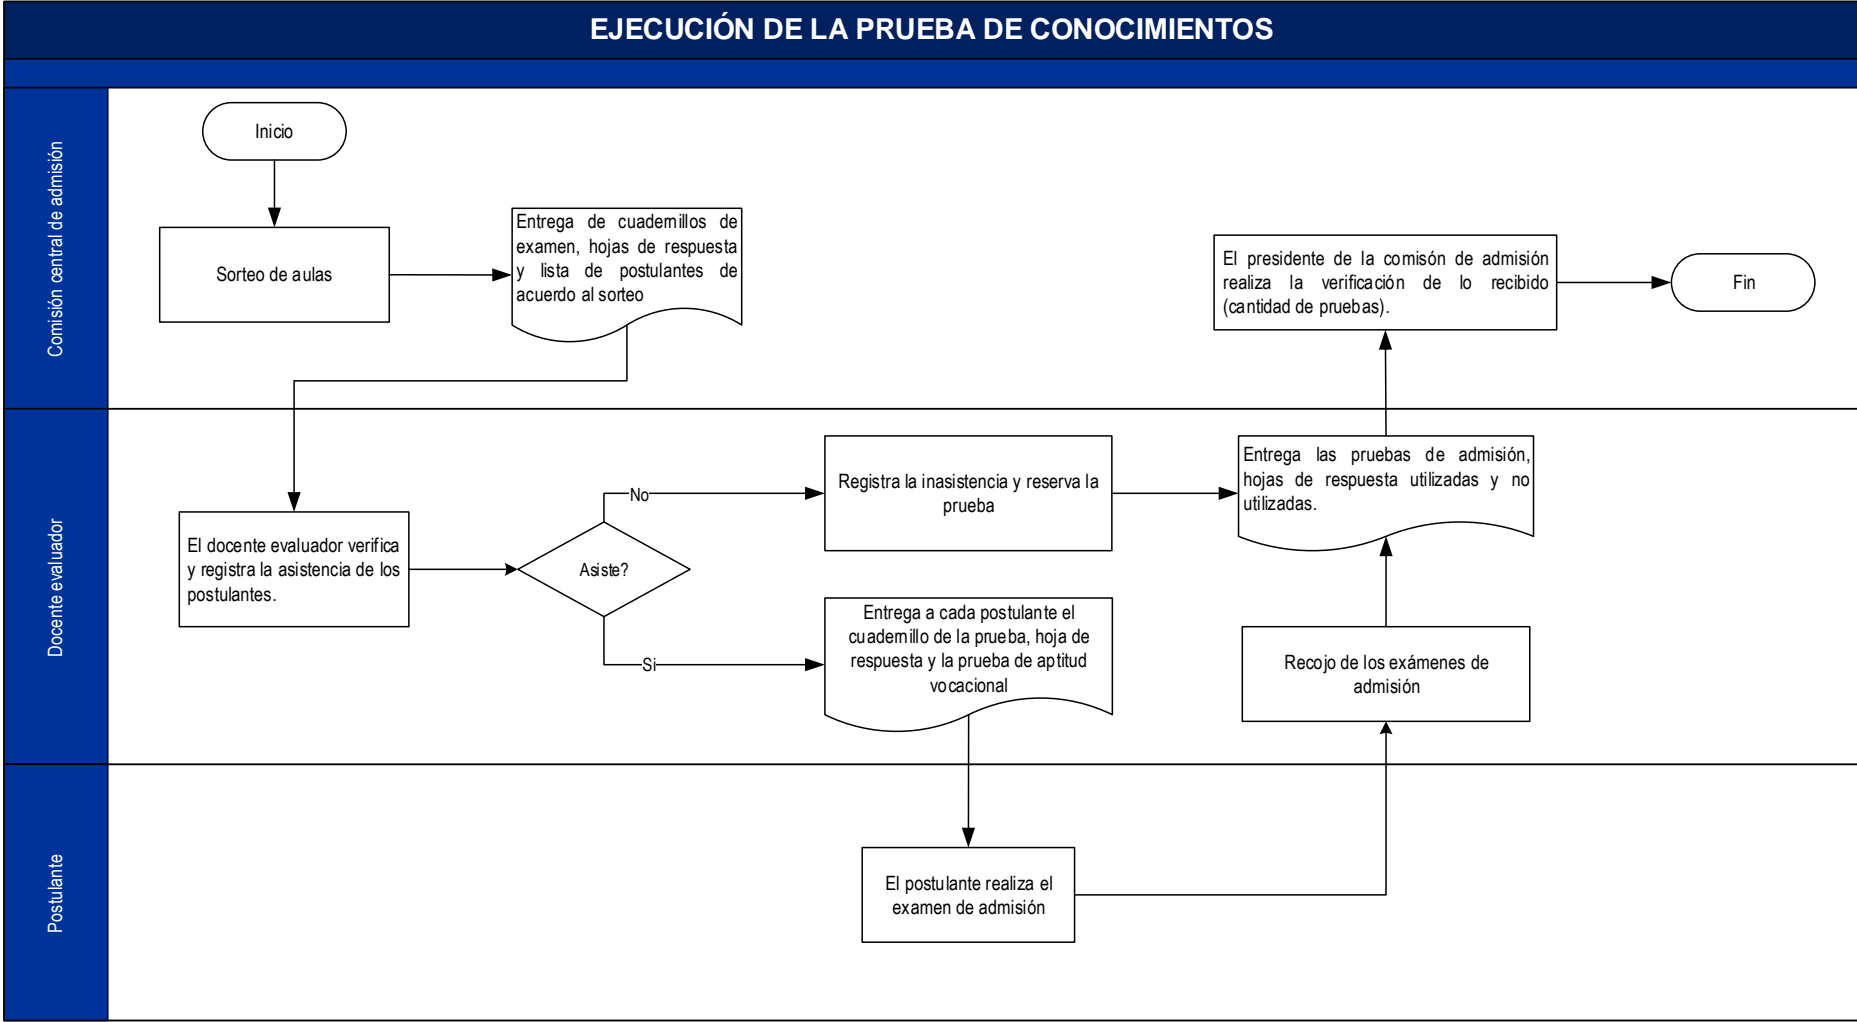 EJECUCIÓN DE LA PRUEBA DE CONOCIMIENTOS
Comisión central de admisión
Inicio
Sorteo de aulas
Entrega de cuadernillos de
examen, hojas de respuesta
y lista de postulantes de
acuerdo al sorteo
El presidente de la comisón de admisión
realiza la verificación de lo recibido
(cantidad de pruebas).
Fin
Docente evaluador
El docente evaluador verifica
y registra la asistencia de los
postulantes.
Asiste?
No
Registra la inasistencia y reserva la
prueba
Si
Entrega a cada postulante el
cuadernillo de la prueba, hoja de
respuesta y la prueba de aptitud
vocacional
Entrega las pruebas de admisión,
hojas de respuesta utilizadas y no
utilizadas.
Recojo de los exámenes de
admisión
Postulante
El postulante realiza el
examen de admisión